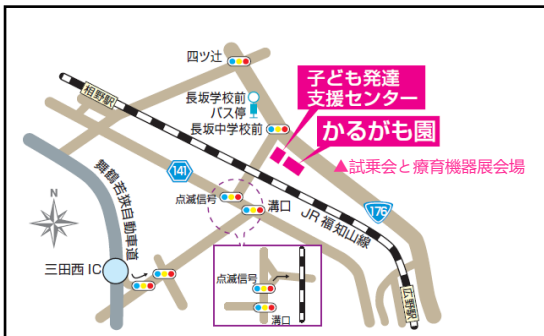 四ツ辻
子ども発達
支援センター
相野駅
長坂学校前
バス停
長坂中学校前
かるがも園
▲試乗会と療育機器展会場
141
点滅信号
溝口
176
JR福知山線
N
舞鶴若狭自動車道
三田西IC
点滅信号
溝口
広野駅